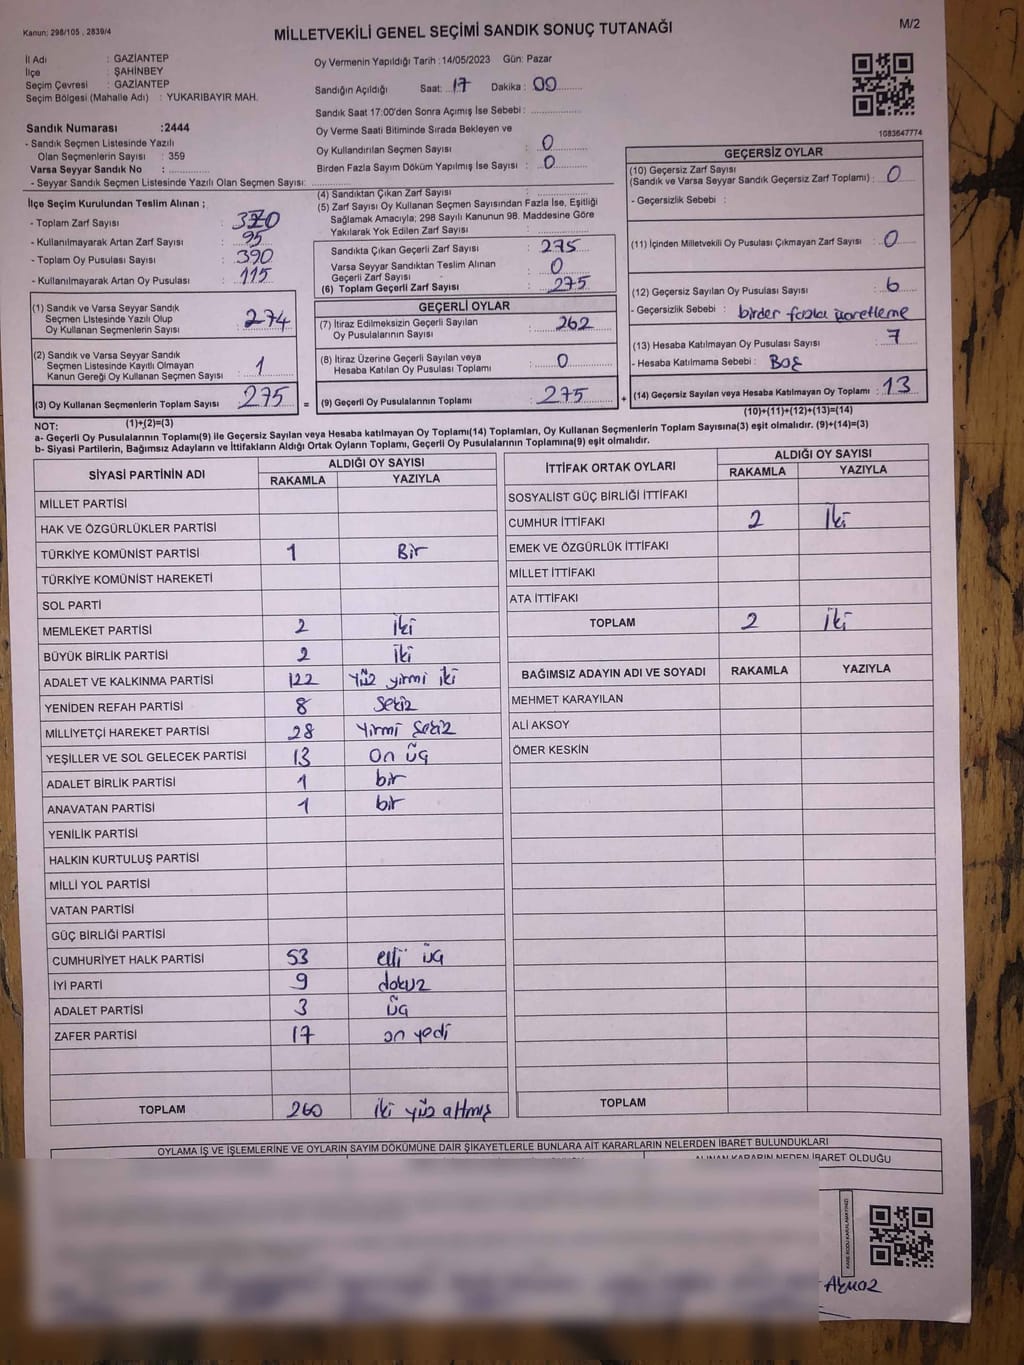 Kanun: 298/105 , 2839/4
MİLLETVEKİLİ GENEL SEÇİMİ SANDIK SONUÇ TUTANAĞI
M/2
İl Adı : GAZİANTEP
İlçe : ŞAHİNBEY
Seçim Çevresi : GAZİANTEP
Seçim Bölgesi (Mahalle Adı) : YUKARIBAYIR MAH.
Sandık Numarası :2444
- Sandık Seçmen Listesinde Yazılı
Olan Seçmenlerin Sayısı : 359
Varsa Seyyar Sandık No :
- Seyyar Sandık Seçmen Listesinde Yazılı Olan Seçmen Sayısı:
Oy Vermenin Yapıldığı Tarih :14/05/2023 Gün: Pazar
Sandığın Açıldığı Saat: 17 Dakika : 00
Sandık Saat 17:00'den Sonra Açımış İse Sebebi :
Oy Verme Saati Bitiminde Sırada Bekleyen ve
Oy Kullandırılan Seçmen Sayısı : 0
Birden Fazla Sayım Döküm Yapılmış İse Sayısı : 0
1083647774
İlçe Seçim Kurulundan Teslim Alınan ;
- Toplam Zarf Sayısı : 370
- Kullanılmayarak Artan Zarf Sayısı : 95
- Toplam Oy Pusulası Sayısı : 390
- Kullanılmayarak Artan Oy Pusulası : 115
(1) Sandık ve Varsa Seyyar Sandık
Seçmen Listesinde Yazılı Olup
Oy Kullanan Seçmenlerin Sayısı : 274
(2) Sandık ve Varsa Seyyar Sandık
Seçmen Listesinde Kayıtlı Olmayan
Kanun Gereği Oy Kullanan Seçmen Sayısı : 1
(3) Oy Kullanan Seçmenlerin Toplam Sayısı : 275 =
(1)+(2)=(3)
(4) Sandıktan Çıkan Zarf Sayısı :
(5) Zarf Sayısı Oy Kullanan Seçmen Sayısından Fazla İse, Eşitliği
Sağlamak Amacıyla; 298 Sayılı Kanunun 98. Maddesine Göre
Yakılarak Yok Edilen Zarf Sayısı :
Sandıkta Çıkan Geçerli Zarf Sayısı : 275
Varsa Seyyar Sandıktan Teslim Alınan
Geçerli Zarf Sayısı : 0
(6) Toplam Geçerli Zarf Sayısı : 275
GEÇERLİ OYLAR
(7) İtiraz Edilmeksizin Geçerli Sayılan
Oy Pusulalarının Sayısı : 262
(8) İtiraz Üzerine Geçerli Sayılan veya
Hesaba Katılan Oy Pusulası Toplamı : 0
(9) Geçerli Oy Pusulalarının Toplamı : 275 +
GEÇERSİZ OYLAR
(10) Geçersiz Zarf Sayısı
(Sandık ve Varsa Seyyar Sandık Geçersiz Zarf Toplamı) : 0
- Geçersizlik Sebebi :
(11) İçinden Milletvekili Oy Pusulası Çıkmayan Zarf Sayısı : 0
(12) Geçersiz Sayılan Oy Pusulası Sayısı : 6
- Geçersizlik Sebebi : birder fazla işaretleme
(13) Hesaba Katılmayan Oy Pusulası Sayısı : 7
- Hesaba Katılmama Sebebi : Boş
(14) Geçersiz Sayılan veya Hesaba Katılmayan Oy Toplamı : 13
(10)+(11)+(12)+(13)=(14)
NOT:
a- Geçerli Oy Pusulalarının Toplamı(9) ile Geçersiz Sayılan veya Hesaba katılmayan Oy Toplamı(14) Toplamları, Oy Kullanan Seçmenlerin Toplam Sayısına(3) eşit olmalıdır. (9)+(14)=(3)
b- Siyasi Partilerin, Bağımsız Adayların ve İttifakların Aldığı Ortak Oyların Toplamı, Geçerli Oy Pusulalarının Toplamına(9) eşit olmalıdır.
SİYASİ PARTİNİN ADI ALDIĞI OY SAYISI
RAKAMLA YAZIYLA
MİLLET PARTİSİ
HAK VE ÖZGÜRLÜKLER PARTİSİ
TÜRKİYE KOMÜNİST PARTİSİ 1 Bir
TÜRKİYE KOMÜNİST HAREKETİ
SOL PARTİ
MEMLEKET PARTİSİ 2 iki
BÜYÜK BİRLİK PARTİSİ 2 iki
ADALET VE KALKINMA PARTİSİ 122 yüz yirmi iki
YENİDEN REFAH PARTİSİ 8 Sekiz
MİLLİYETÇİ HAREKET PARTİSİ 28 Yirmi Sekiz
YEŞİLLER VE SOL GELECEK PARTİSİ 13 On üç
ADALET BİRLİK PARTİSİ 1 bir
ANAVATAN PARTİSİ 1 bir
YENİLİK PARTİSİ
HALKIN KURTULUŞ PARTİSİ
MİLLİ YOL PARTİSİ
VATAN PARTİSİ
GÜÇ BİRLİĞİ PARTİSİ
CUMHURİYET HALK PARTİSİ 53 elli üç
İYİ PARTİ 9 dokuz
ADALET PARTİSİ 3 üç
ZAFER PARTİSİ 17 on yedi
TOPLAM 260 iki yüz altmış
İTTİFAK ORTAK OYLARI ALDIĞI OY SAYISI
RAKAMLA YAZIYLA
SOSYALİST GÜÇ BİRLİĞİ İTTİFAKI
CUMHUR İTTİFAKI 2 iki
EMEK VE ÖZGÜRLÜK İTTİFAKI
MİLLET İTTİFAKI
ATA İTTİFAKI
TOPLAM 2 iki
BAĞIMSIZ ADAYIN ADI VE SOYADI RAKAMLA YAZIYLA
MEHMET KARAYILAN
ALİ AKSOY
ÖMER KESKİN
TOPLAM
OYLAMA İŞ VE İŞLEMLERİNE VE OYLARIN SAYIM DÖKÜMÜNE DAİR ŞİKAYETLERLE BUNLARA AİT KARARLARIN NELERDEN İBARET BULUNDUKLARI
ALINAN KARARIN NEDEN İBARET OLDUĞU